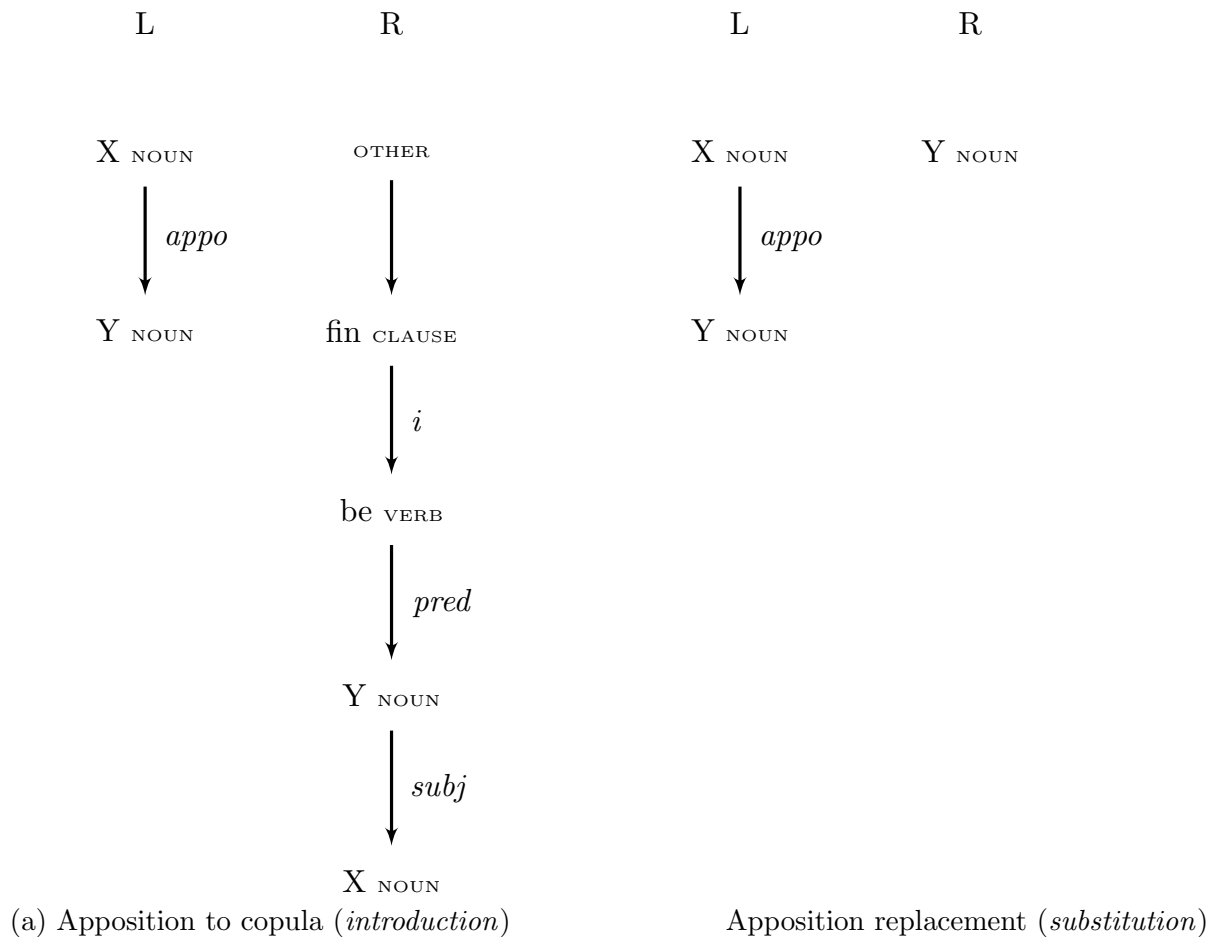 L R L R
X NOUN OTHER X NOUN Y NOUN
appo appo
Y NOUN fin CLAUSE Y NOUN
i
be VERB
pred
Y NOUN
subj
X NOUN
(a) Apposition to copula (introduction) Apposition replacement (substitution)